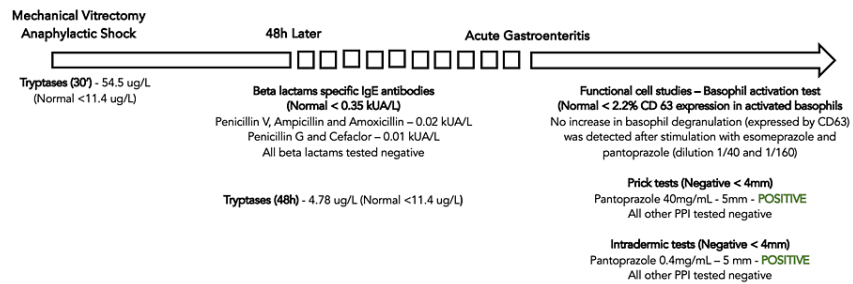 Mechanical Vitrectomy
Anaphylactic Shock
48h Later
Acute Gastroenteritis
Tryptases (30') - 54.5 ug/L
(Normal <11.4 ug/L)
Beta lactams specific IgE antibodies
(Normal < 0.35 kUA/L)
Penicillin V, Ampicillin and Amoxicillin – 0.02 kUA/L
Penicillin G and Cefaclor – 0.01 kUA/L
All beta lactams tested negative
Tryptases (48h) - 4.78 ug/L (Normal <11.4 ug/L)
Functional cell studies – Basophil activation test
(Normal < 2.2% CD 63 expression in activated basophils
No increase in basophil degranulation (expressed by CD63)
was detected after stimulation with esomeprazole and
pantoprazole (dilution 1/40 and 1/160)
Prick tests (Negative < 4mm)
Pantoprazole 40mg/mL - 5mm - POSITIVE
All other PPI tested negative
Intradermic tests (Negative < 4mm)
Pantoprazole 0.4mg/mL – 5 mm - POSITIVE
All other PPI tested negative